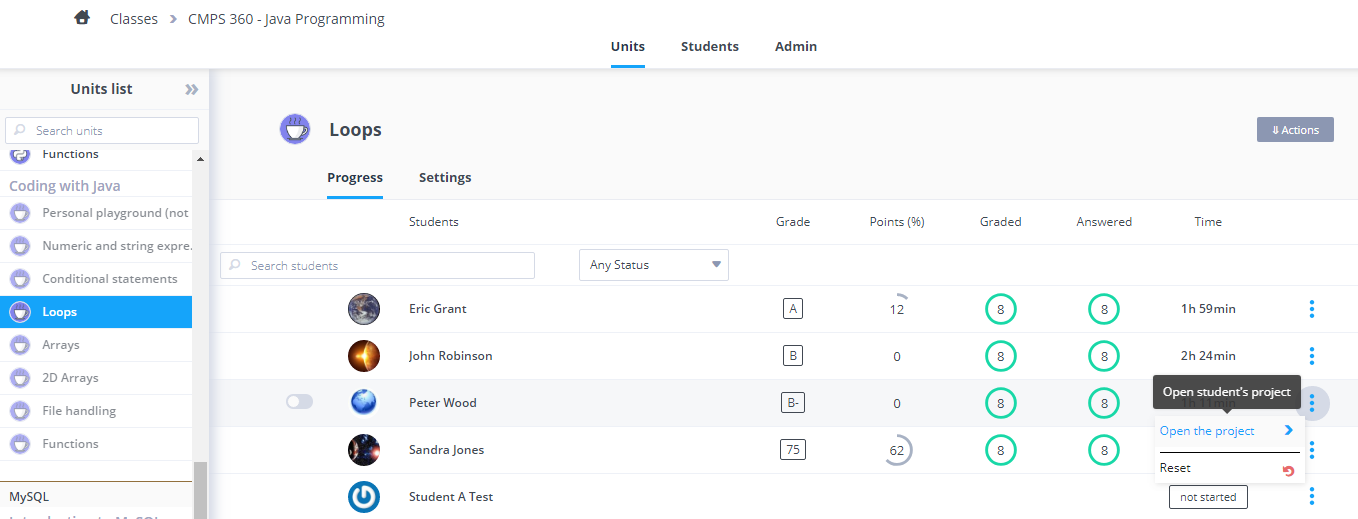 Classes > CMPS 360 - Java Programming
Units Students Admin
Units list »
Search units
Functions
Coding with Java
Personal playground (not
Numeric and string expre.
Conditional statements
Loops
Arrays
2D Arrays
File handling
Functions
MySQL
Loops
⇓ Actions
Progress Settings
Students Grade Points (%) Graded Answered Time
Search students Any Status
Eric Grant A 12 8 8 1h 59min
John Robinson B 0 8 8 2h 24min
Peter Wood B- 0 8 8 1h 11min
Open student's project
Open the project
Sandra Jones 75 62 8 8
Reset
Student A Test not started